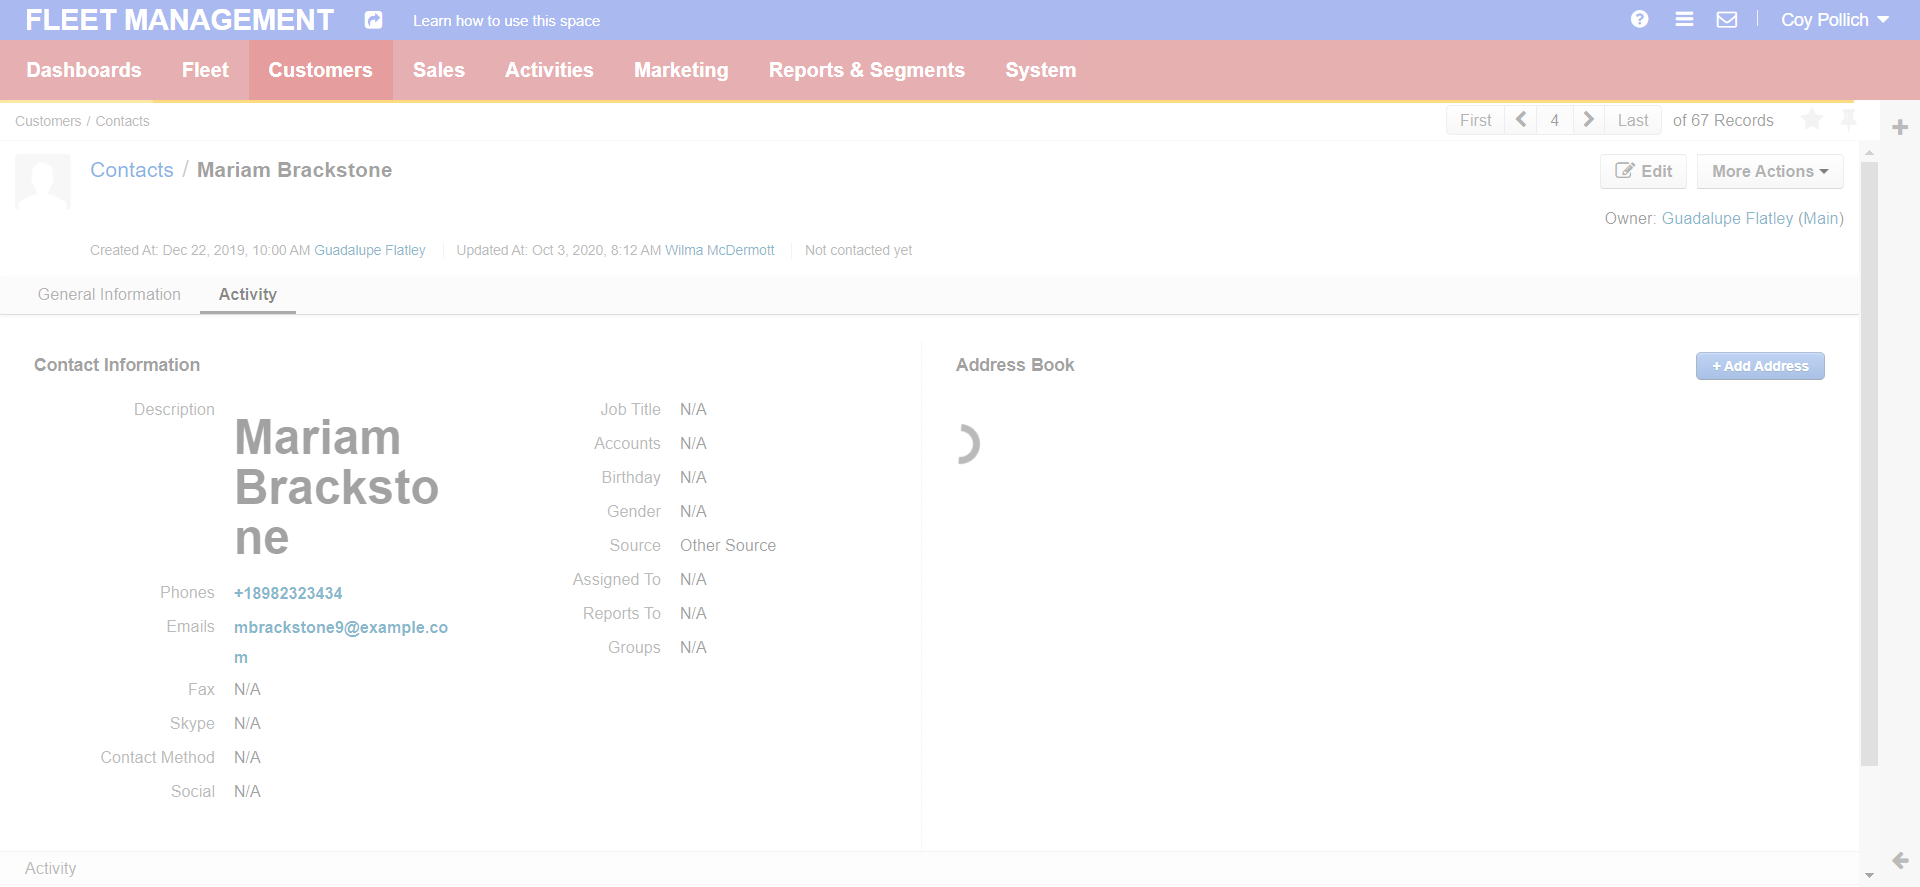 FLEET MANAGEMENT Learn how to use this space Coy Pollich
Dashboards Fleet Customers Sales Activities Marketing Reports & Segments System
Customers / Contacts First 4 Last of 67 Records
Contacts / Mariam Brackstone Edit More Actions
Owner: Guadalupe Flatley (Main)
Created At: Dec 22, 2019, 10:00 AM Guadalupe Flatley Updated At: Oct 3, 2020, 8:12 AM Wilma McDermott Not contacted yet
General Information Activity
Contact Information
Description
Mariam
Bracksto
ne
Phones +18982323434
Emails mbrackstone9@example.co
m
Fax N/A
Skype N/A
Contact Method N/A
Social N/A
Job Title N/A
Accounts N/A
Birthday N/A
Gender N/A
Source Other Source
Assigned To N/A
Reports To N/A
Groups N/A
Address Book + Add Address
Activity